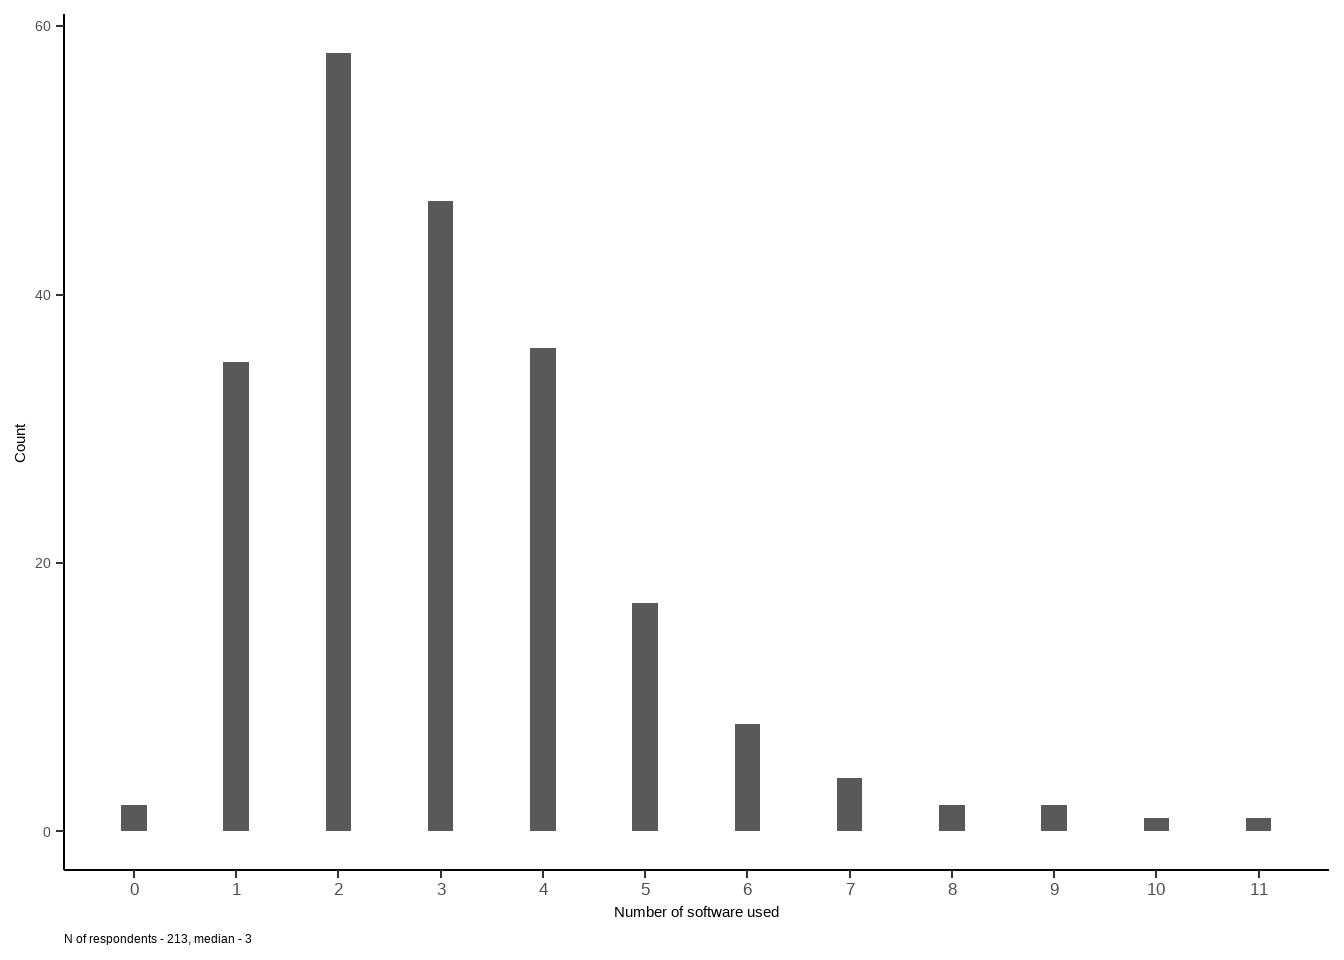 60
40
20
0
Count
0 1 2 3 4 5 6 7 8 9 10 11
Number of software used
N of respondents - 213, median - 3